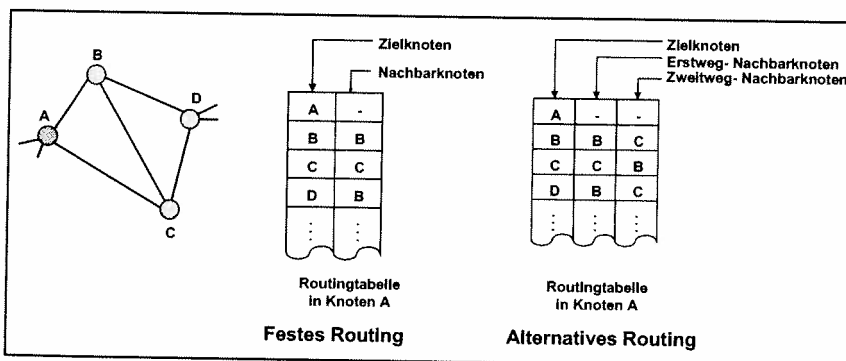 B
A
D
C
Zielknoten
Nachbarknoten
A -
B B
C C
D B
⋮ ⋮
Routingtabelle
in Knoten A
Festes Routing
Zielknoten
Erstweg- Nachbarknoten
Zweitweg- Nachbarknoten
A - -
B B C
C C B
D B C
⋮ ⋮ ⋮
Routingtabelle
in Knoten A
Alternatives Routing